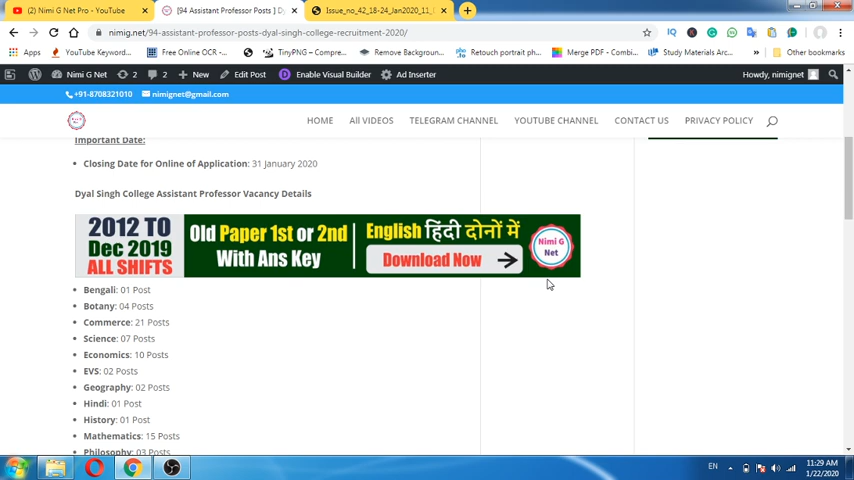 (2) Nimi G Net Pro - YouTube
[94 Assistant Professor Posts ] Dy
Issue_no_42_18-24_Jan2020_11_
nimig.net/94-assistant-professor-posts-dyal-singh-college-recruitment-2020/
Apps
YouTube Keyword...
Free Online OCR -...
TinyPNG – Compre...
Remove Background...
Retouch portrait ph...
Merge PDF - Combi...
Study Materials Arc...
Other bookmarks
Nimi G Net 2 2 New Edit Post Enable Visual Builder Ad Inserter Howdy, nimignet
+91-8708321010 nimignet@gmail.com
HOME All VIDEOS TELEGRAM CHANNEL YOUTUBE CHANNEL CONTACT US PRIVACY POLICY
Important Date:
Closing Date for Online of Application: 31 January 2020
Dyal Singh College Assistant Professor Vacancy Details
2012 TO
Dec 2019
ALL SHIFTS
Old Paper 1st or 2nd
With Ans Key
English हिंदी दोनों में
Download Now
Nimi G
Net
Bengali: 01 Post
Botany: 04 Posts
Commerce: 21 Posts
Science: 07 Posts
Economics: 10 Posts
EVS: 02 Posts
Geography: 02 Posts
Hindi: 01 Post
History: 01 Post
Mathematics: 15 Posts
Philosophy: 03 Posts
EN
11:29 AM
1/22/2020